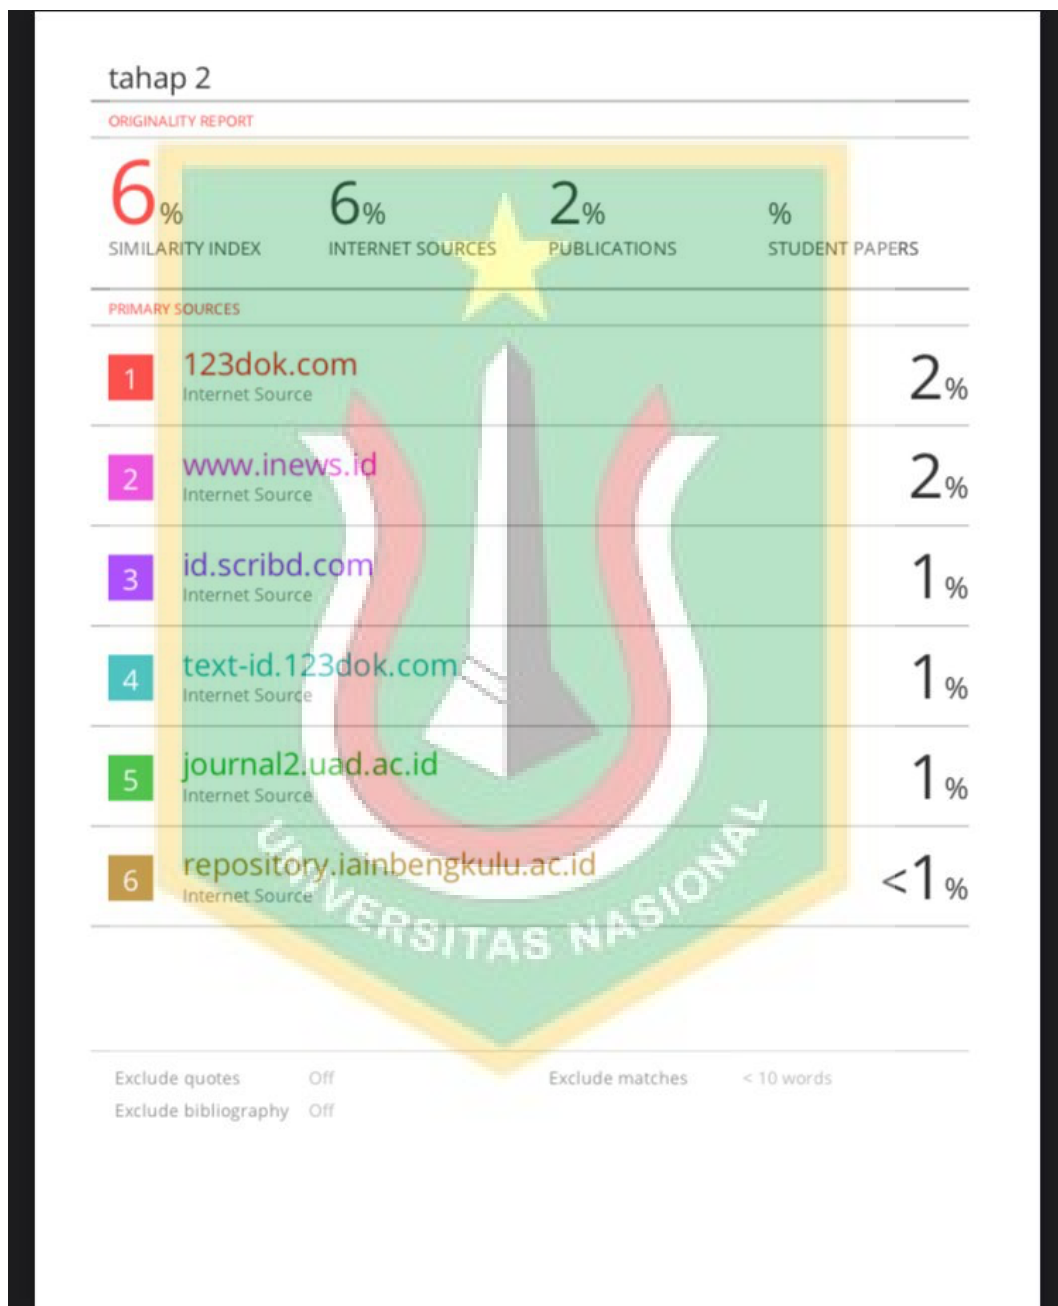 tahap 2
ORIGINALITY REPORT
6% 6% 2% %
SIMILARITY INDEX INTERNET SOURCES PUBLICATIONS STUDENT PAPERS
PRIMARY SOURCES
1 123dok.com 2%
Internet Source
2 www.inews.id 2%
Internet Source
3 id.scribd.com 1%
Internet Source
4 text-id.123dok.com 1%
Internet Source
5 journal2.uad.ac.id 1%
Internet Source
6 repository.iainbengkulu.ac.id <1%
Internet Source
UNIVERSITAS NASIONAL
Exclude quotes Off Exclude matches < 10 words
Exclude bibliography Off